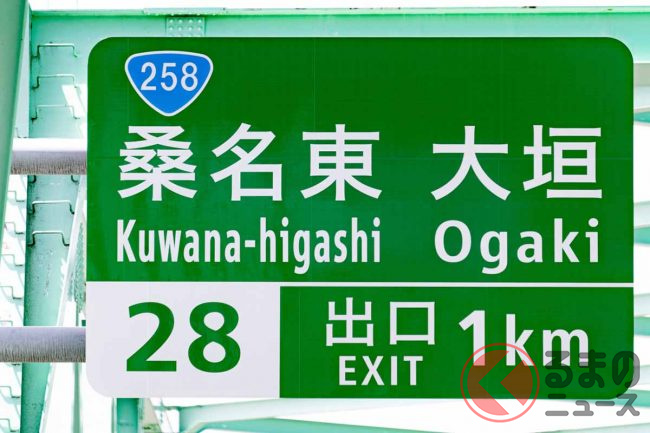 258
桑名東 大垣
Kuwana-higashi Ogaki
28 出口 1km
EXIT
くるまの
ニュース